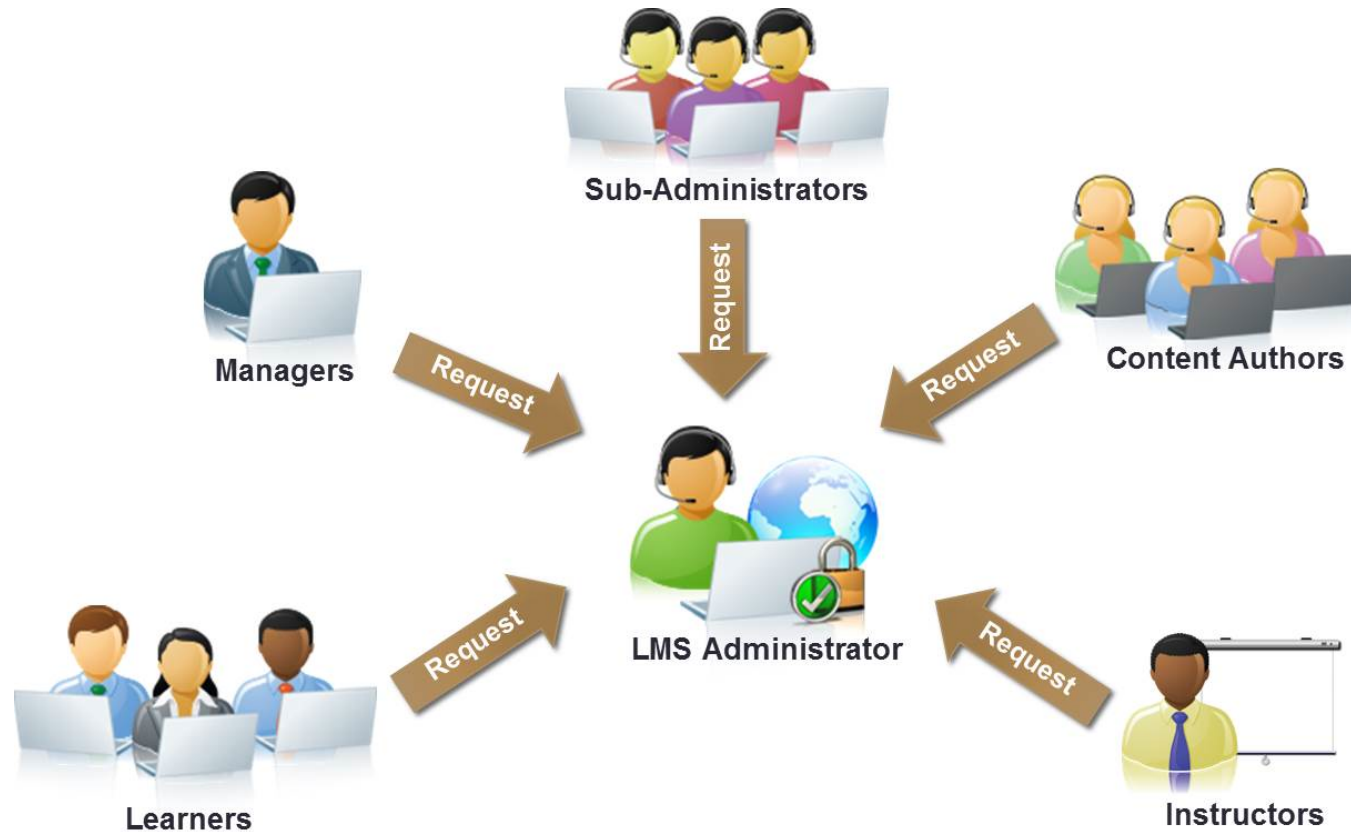 Sub-Administrators
Managers
Content Authors
Request
Request
Request
LMS Administrator
Request
Request
Learners
Instructors